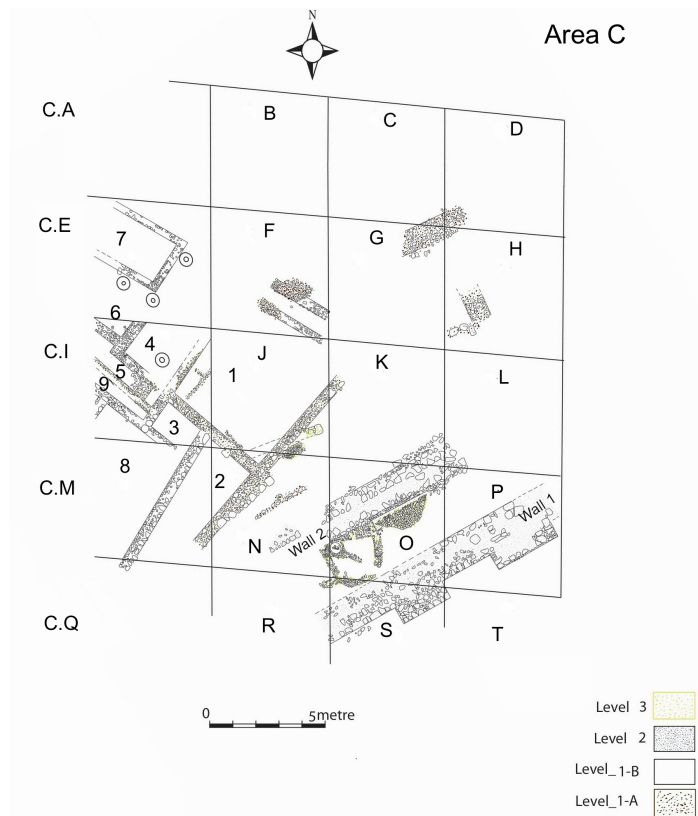 N
Area C
C.A
B
C
D
C.E
F
G
H
7
6
C.I
4
J
K
L
5
1
9
3
8
2
C.M
P
Wall 1
N
Wall 2
O
C.Q
R
S
T
0 5metre
Level 3
Level 2
Level_1-B
Level_1-A